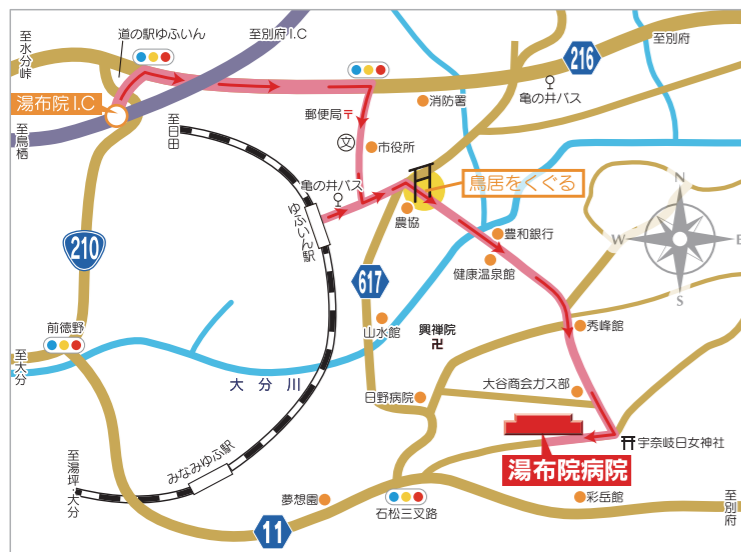 道の駅ゆふいん
至別府I.C
至水分峠
至別府
216
湯布院I.C
消防署
亀の井バス
至鳥栖
至日田
郵便局〒
文
市役所
亀の井バス
鳥居をくぐる
N
W
E
S
農協
豊和銀行
健康温泉館
ゆふいん駅
210
617
山水館
興禅院
卍
秀峰館
前徳野
至大分
大分川
日野病院
大谷商会ガス部
宇奈岐日女神社
湯布院病院
みなみゆふ駅
至湯坪・大分
夢想園
石松三叉路
彩岳館
至別府
11